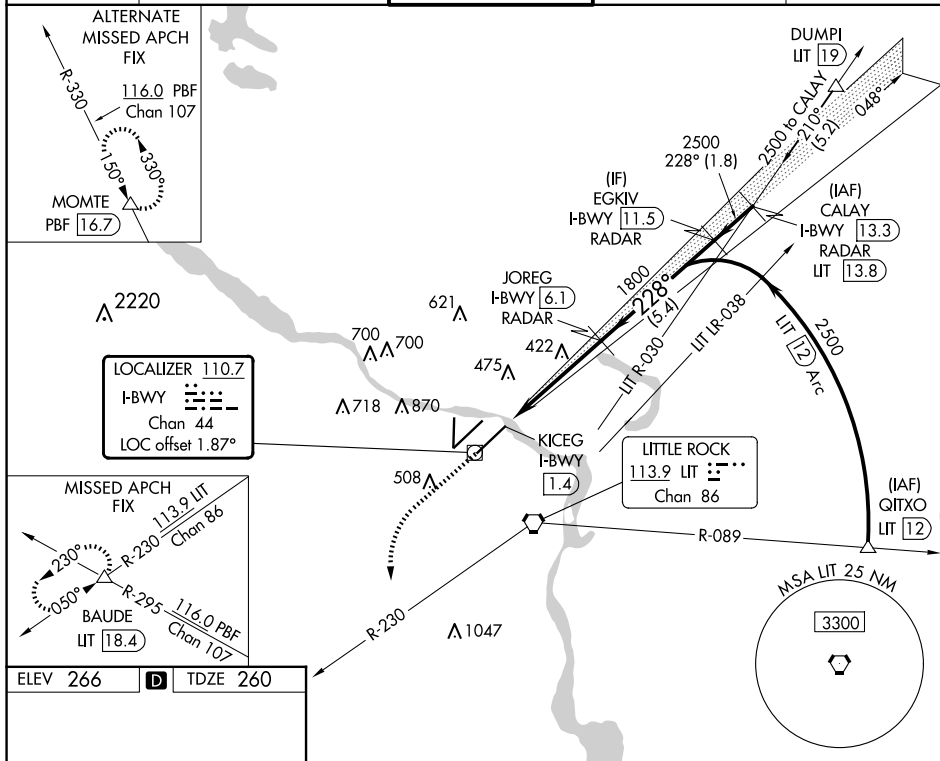 ALTERNATE
MISSED APCH
FIX
R-330
116.0 PBF
Chan 107
150°
330°
MOMTE
PBF 16.7
DUMPI
LIT 19
2500 to CALAY
210°
(5.2)
048°
2500
228° (1.8)
(IF)
EGKIV
I-BWY 11.5
RADAR
(IAF)
CALAY
I-BWY 13.3
RADAR
LIT 13.8
JOREG
I-BWY 6.1
RADAR
1800
228°
(5.4)
2220
621
700
700
422
475
718
870
508
LIT R-030
LIT LR-038
2500
LIT 12 Arc
LOCALIZER 110.7
I-BWY
Chan 44
LOC offset 1.87°
KICEG
I-BWY
1.4
LITTLE ROCK
113.9 LIT
Chan 86
(IAF)
QITXO
LIT 12
R-089
R-230
1047
MISSED APCH
FIX
113.9 LIT
R-230 Chan 86
230°
050°
R-295 116.0 PBF
Chan 107
BAUDE
LIT 18.4
MSA LIT 25 NM
3300
ELEV 266 D TDZE 260